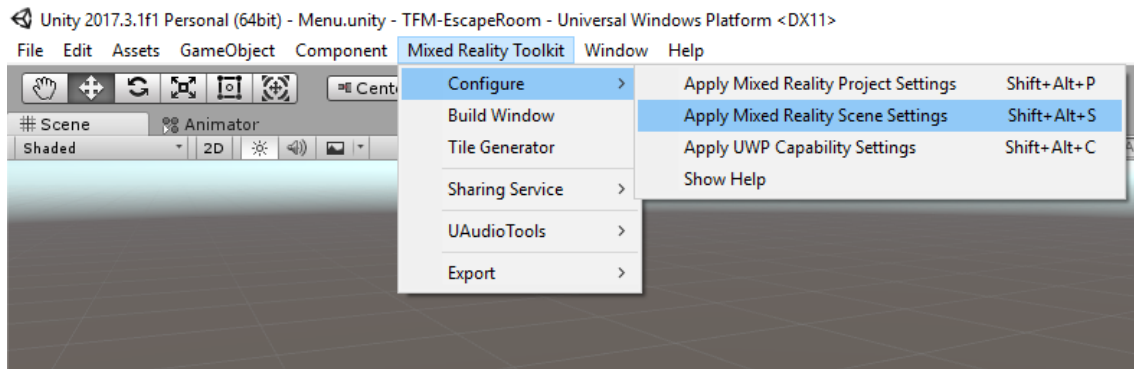 Unity 2017.3.1f1 Personal (64bit) - Menu.unity - TFM-EscapeRoom - Universal Windows Platform <DX11>
File Edit Assets GameObject Component Mixed Reality Toolkit Window Help
Configure > Apply Mixed Reality Project Settings Shift+Alt+P
# Scene Animator Build Window Apply Mixed Reality Scene Settings Shift+Alt+S
Shaded 2D Tile Generator Apply UWP Capability Settings Shift+Alt+C
Sharing Service > Show Help
UAudioTools >
Export >